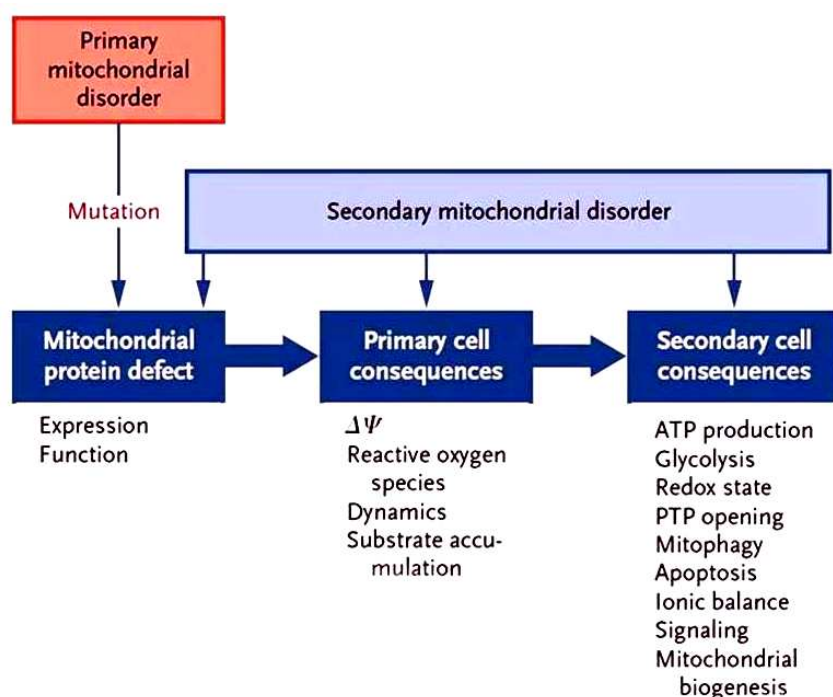 Primary
mitochondrial
disorder
Mutation
Secondary mitochondrial disorder
Mitochondrial
protein defect
Primary cell
consequences
Secondary cell
consequences
Expression
Function
ΔΨ
Reactive oxygen
species
Dynamics
Substrate accu-
mulation
ATP production
Glycolysis
Redox state
PTP opening
Mitophagy
Apoptosis
Ionic balance
Signaling
Mitochondrial
biogenesis